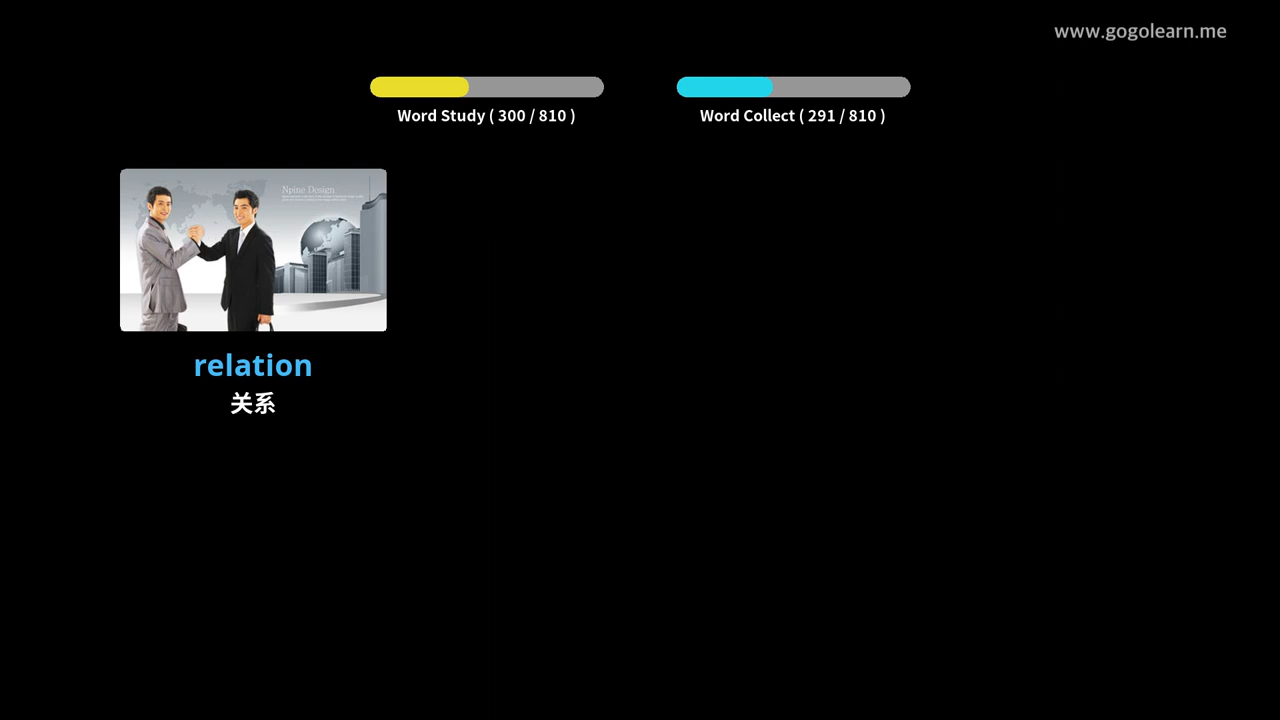 www.gogolearn.me
Word Study ( 300 / 810 )
Word Collect ( 291 / 810 )
Npine Design
relation
关系